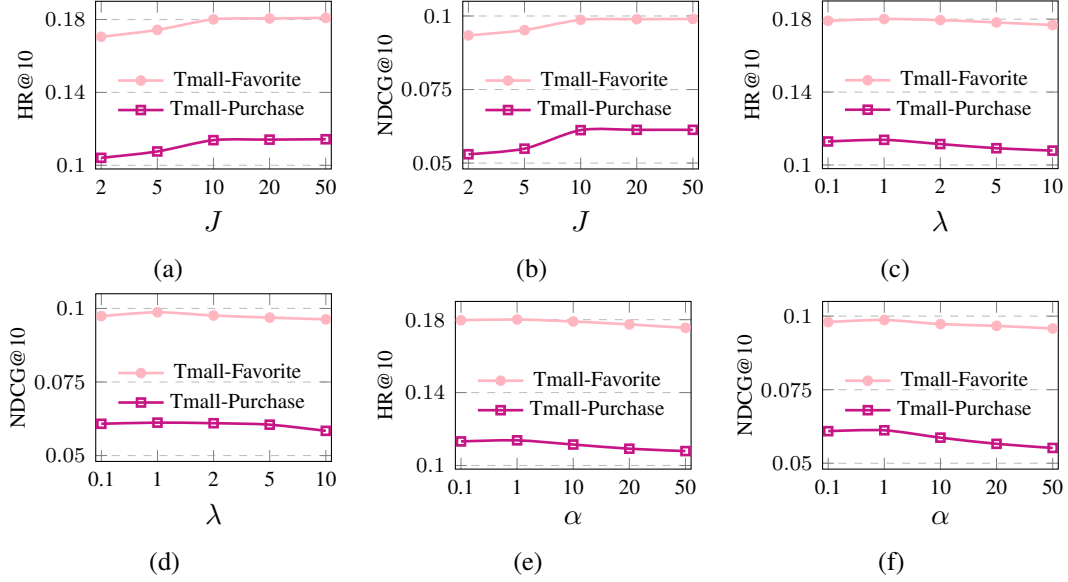 HR@10
0.18
0.14
0.1
Tmall-Favorite
Tmall-Purchase
2 5 10 20 50
J
(a)
NDCG@10
0.1
0.075
0.05
Tmall-Favorite
Tmall-Purchase
2 5 10 20 50
J
(b)
HR@10
0.18
0.14
0.1
Tmall-Favorite
Tmall-Purchase
0.1 1 2 5 10
λ
(c)
NDCG@10
0.1
0.075
0.05
Tmall-Favorite
Tmall-Purchase
0.1 1 2 5 10
λ
(d)
HR@10
0.18
0.14
0.1
Tmall-Favorite
Tmall-Purchase
0.1 1 10 20 50
α
(e)
NDCG@10
0.1
0.075
0.05
Tmall-Favorite
Tmall-Purchase
0.1 1 10 20 50
α
(f)